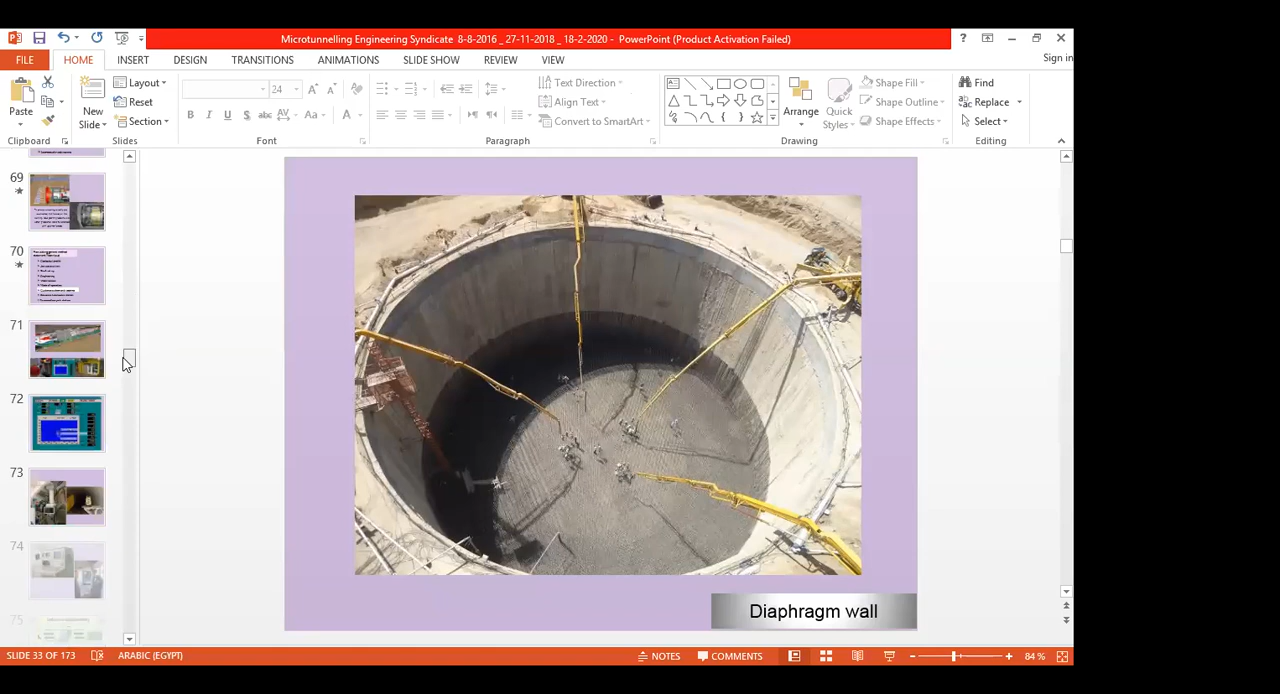 Microtunnelling Engineering Syndicate 8-8-2016 _ 27-11-2018 _ 18-2-2020 - PowerPoint (Product Activation Failed)
FILE HOME INSERT DESIGN TRANSITIONS ANIMATIONS SLIDE SHOW REVIEW VIEW Sign in
Paste
New Slide
Layout
Reset
Section
24
Text Direction
Align Text
Convert to SmartArt
Arrange
Quick Styles
Shape Fill
Shape Outline
Shape Effects
Find
Replace
Select
Clipboard Slides Font Paragraph Drawing Editing
69
70
71
72
73
74
75
Diaphragm wall
SLIDE 33 OF 173 ARABIC (EGYPT) NOTES COMMENTS 84 %